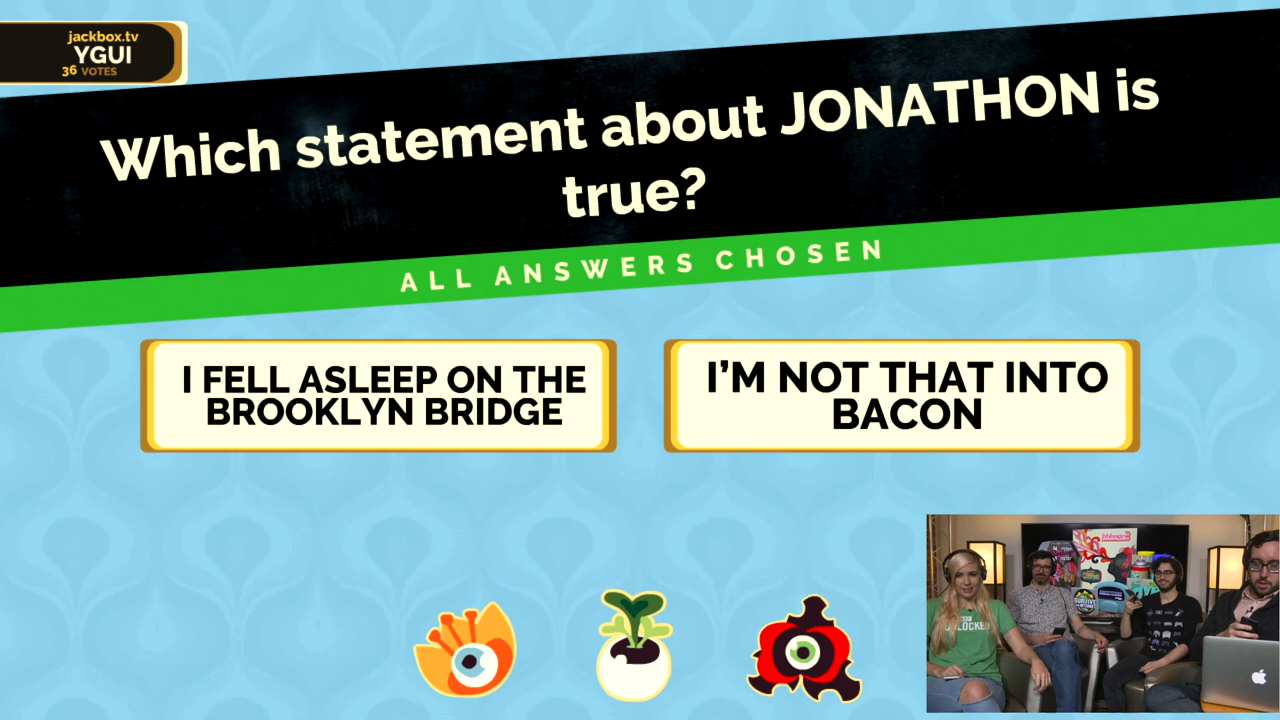 jackbox.tv
YGUI
36 VOTES
Which statement about JONATHON is
true?
ALL ANSWERS CHOSEN
I FELL ASLEEP ON THE
BROOKLYN BRIDGE
I'M NOT THAT INTO
BACON
UNLOCKED